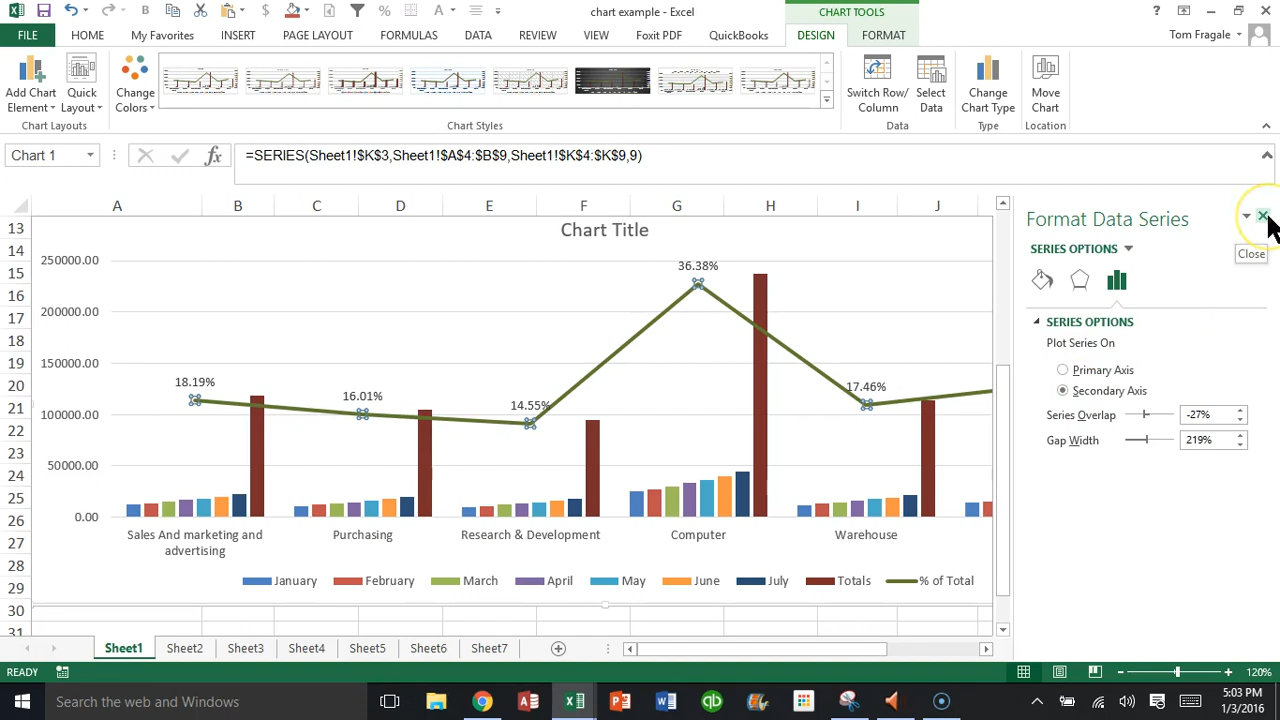 chart example - Excel
CHART TOOLS
FILE HOME My Favorites INSERT PAGE LAYOUT FORMULAS DATA REVIEW VIEW Foxit PDF QuickBooks DESIGN FORMAT
Tom Fragale
Add Chart Element
Quick Layout
Change Colors
Switch Row/ Column
Select Data
Change Chart Type
Move Chart
Chart Layouts
Chart Styles
Data
Type
Location
Chart 1
fx
=SERIES(Sheet1!$K$3,Sheet1!$A$4:$B$9,Sheet1!$K$4:$K$9,9)
A B C D E F G H I J
13
14
15
16
17
18
19
20
21
22
23
24
25
26
27
28
29
30
31
Chart Title
250000.00
200000.00
150000.00
100000.00
50000.00
0.00
18.19%
16.01%
14.55%
36.38%
17.46%
Sales And marketing and advertising
Purchasing
Research & Development
Computer
Warehouse
January February March April May June July Totals % of Total
Format Data Series
Close
SERIES OPTIONS
SERIES OPTIONS
Plot Series On
Primary Axis
Secondary Axis
Series Overlap -27%
Gap Width 219%
Sheet1 Sheet2 Sheet3 Sheet4 Sheet5 Sheet6 Sheet7
READY
120%
Search the web and Windows
5:03 PM
1/3/2016